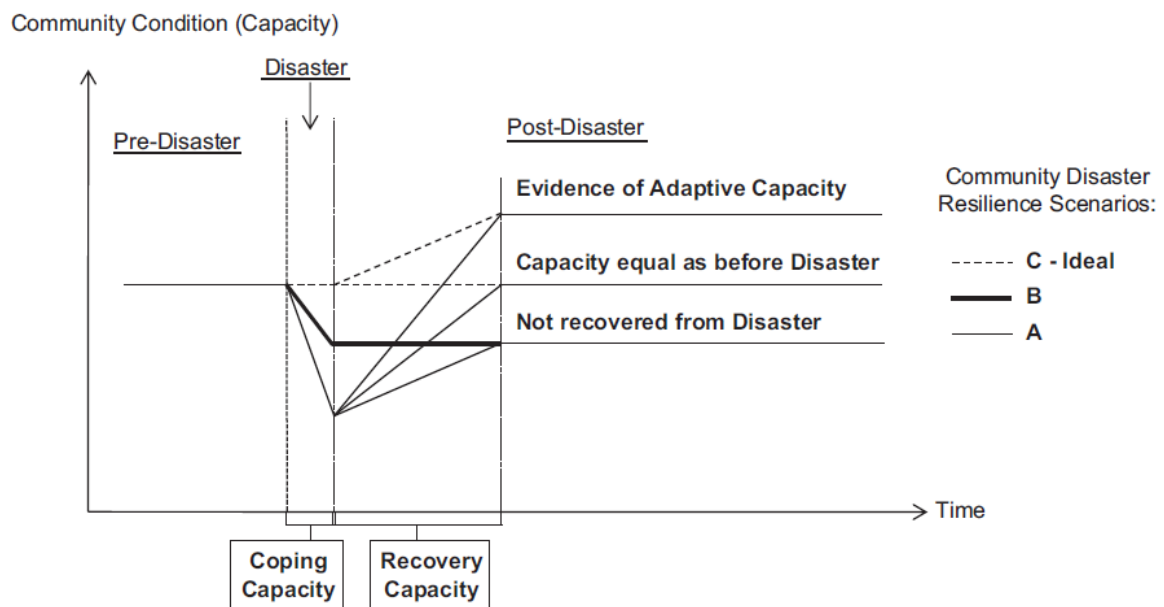 Community Condition (Capacity)
Disaster
Pre-Disaster
Post-Disaster
Evidence of Adaptive Capacity
Capacity equal as before Disaster
Not recovered from Disaster
Community Disaster
Resilience Scenarios:
C - Ideal
B
A
Time
Coping
Capacity
Recovery
Capacity